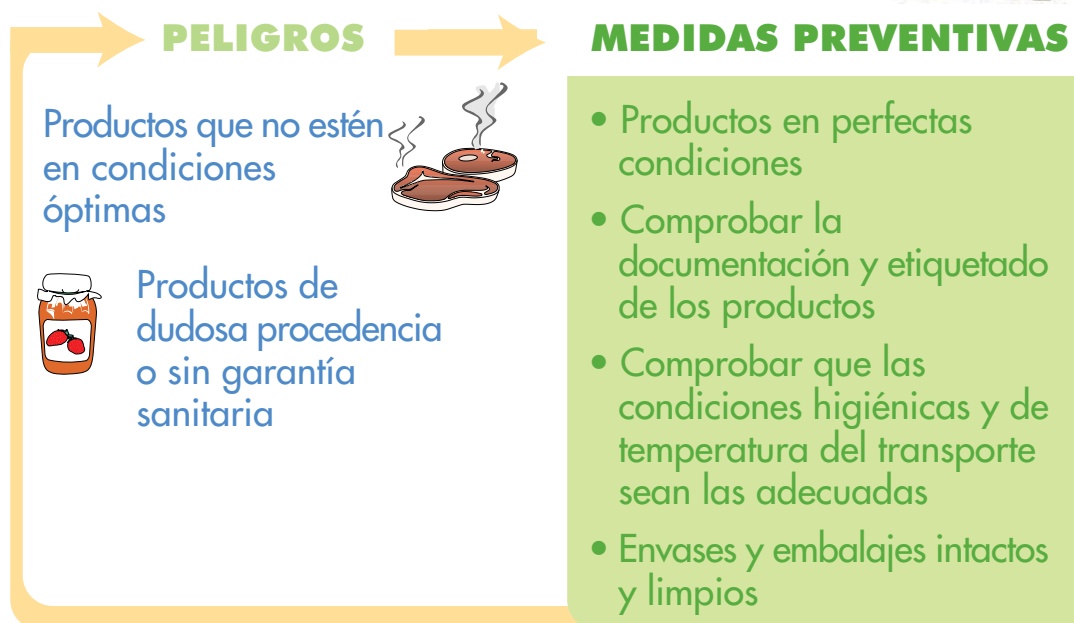 PELIGROS
Productos que no estén
en condiciones
óptimas
Productos de
dudosa procedencia
o sin garantía
sanitaria
MEDIDAS PREVENTIVAS
• Productos en perfectas
condiciones
• Comprobar la
documentación y etiquetado
de los productos
• Comprobar que las
condiciones higiénicas y de
temperatura del transporte
sean las adecuadas
• Envases y embalajes intactos
y limpios